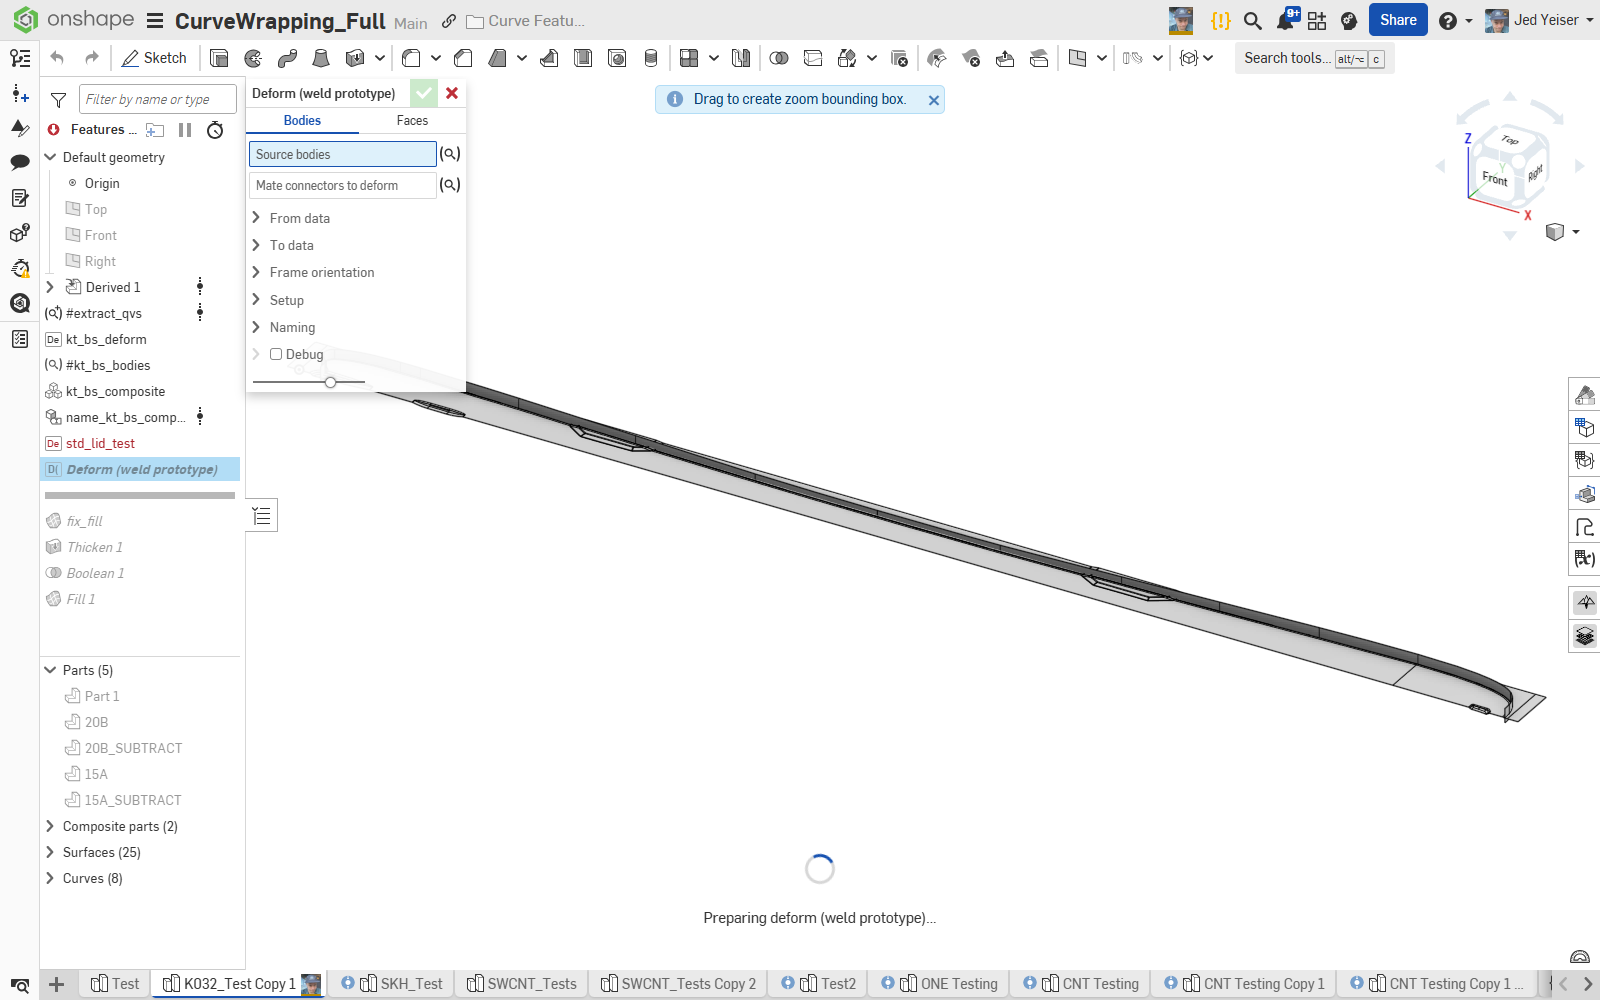 onshape
CurveWrapping_Full Main Curve Featu...
9+
Share
Jed Yeiser
Sketch
Search tools... alt/⌥ c
Filter by name or type
Features ...
Default geometry
Origin
Top
Front
Right
Derived 1
#extract_qvs
De kt_bs_deform
#kt_bs_bodies
kt_bs_composite
name_kt_bs_comp...
De std_lid_test
D( Deform (weld prototype)
fix_fill
Thicken 1
Boolean 1
Fill 1
Parts (5)
Part 1
20B
20B_SUBTRACT
15A
15A_SUBTRACT
Composite parts (2)
Surfaces (25)
Curves (8)
Deform (weld prototype)
Bodies Faces
Source bodies
Mate connectors to deform
From data
To data
Frame orientation
Setup
Naming
Debug
Drag to create zoom bounding box.
Z
Top
Y
Front
Right
X
Preparing deform (weld prototype)...
Test K032_Test Copy 1 SKH_Test SWCNT_Tests SWCNT_Tests Copy 2 Test2 ONE Testing CNT Testing CNT Testing Copy 1 CNT Testing Copy 1 ...